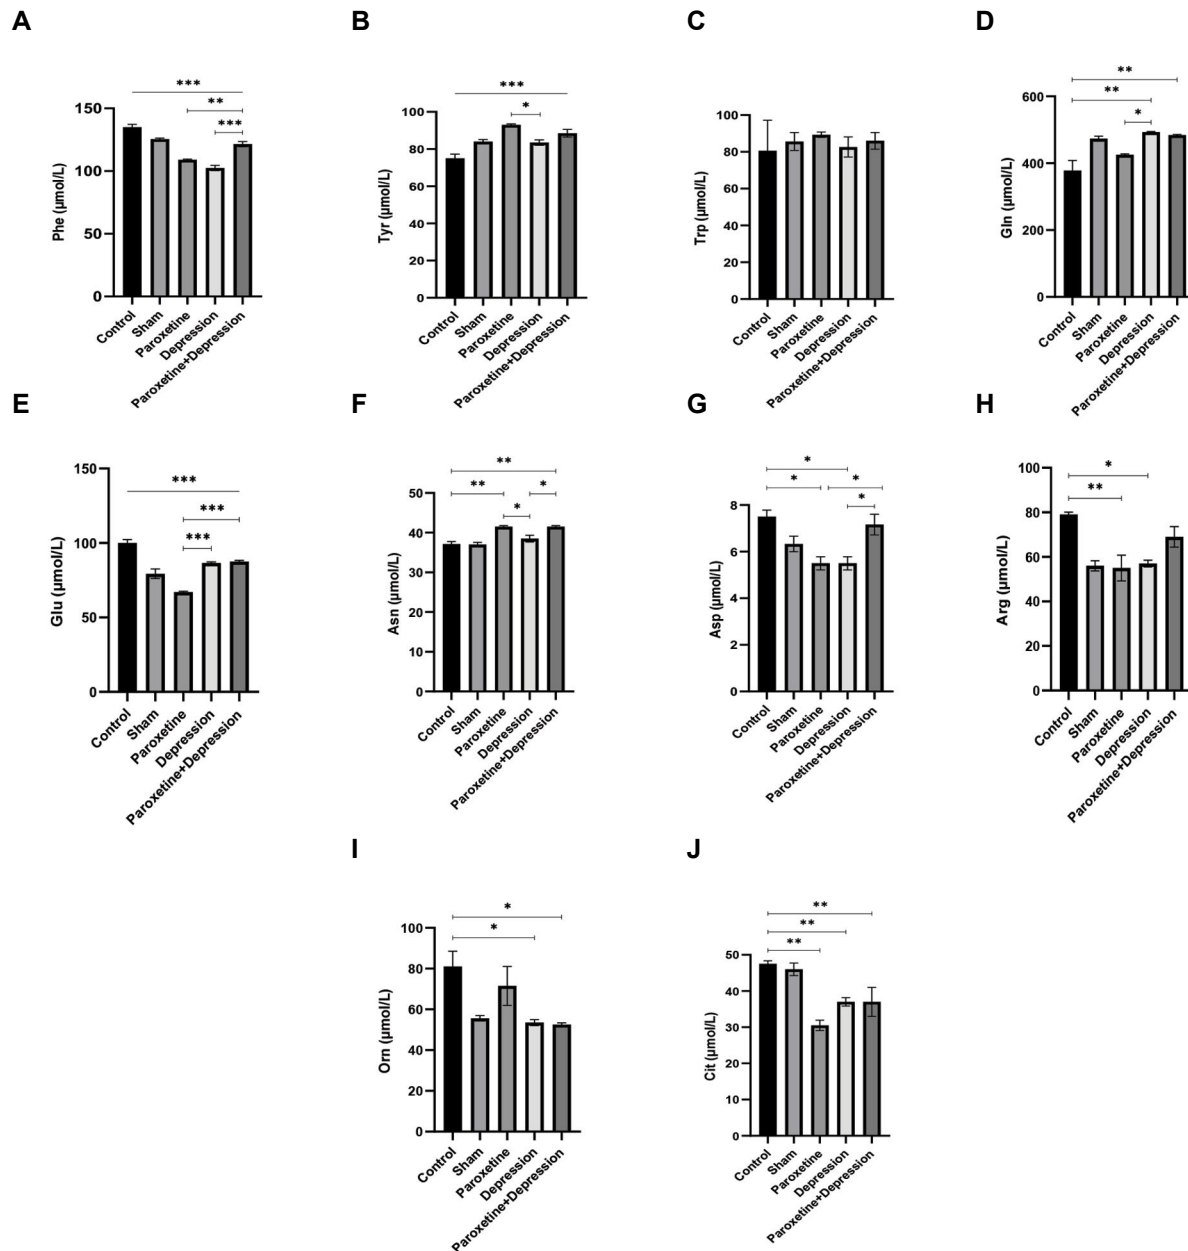 A
B
C
D
***
**
***
Phe (µmol/L)
150
100
50
0
Control
Sham
Paroxetine
Depression
Paroxetine+Depression
***
*
Tyr (µmol/L)
100
80
60
40
20
0
Control
Sham
Paroxetine
Depression
Paroxetine+Depression
Trp (µmol/L)
100
80
60
40
20
0
Control
Sham
Paroxetine
Depression
Paroxetine+Depression
**
**
*
Gln (µmol/L)
600
400
200
0
Control
Sham
Paroxetine
Depression
Paroxetine+Depression
E
F
G
H
***
***
***
Glu (µmol/L)
150
100
50
0
Control
Sham
Paroxetine
Depression
Paroxetine+Depression
**
**
*
*
Asn (µmol/L)
50
40
30
20
10
0
Control
Sham
Paroxetine
Depression
Paroxetine+Depression
*
*
*
*
Asp (µmol/L)
8
6
4
2
0
Control
Sham
Paroxetine
Depression
Paroxetine+Depression
*
**
Arg (µmol/L)
100
80
60
40
20
0
Control
Sham
Paroxetine
Depression
Paroxetine+Depression
I
J
*
*
Orn (µmol/L)
100
80
60
40
20
0
Control
Sham
Paroxetine
Depression
Paroxetine+Depression
**
**
**
Cit (µmol/L)
50
40
30
20
10
0
Control
Sham
Paroxetine
Depression
Paroxetine+Depression